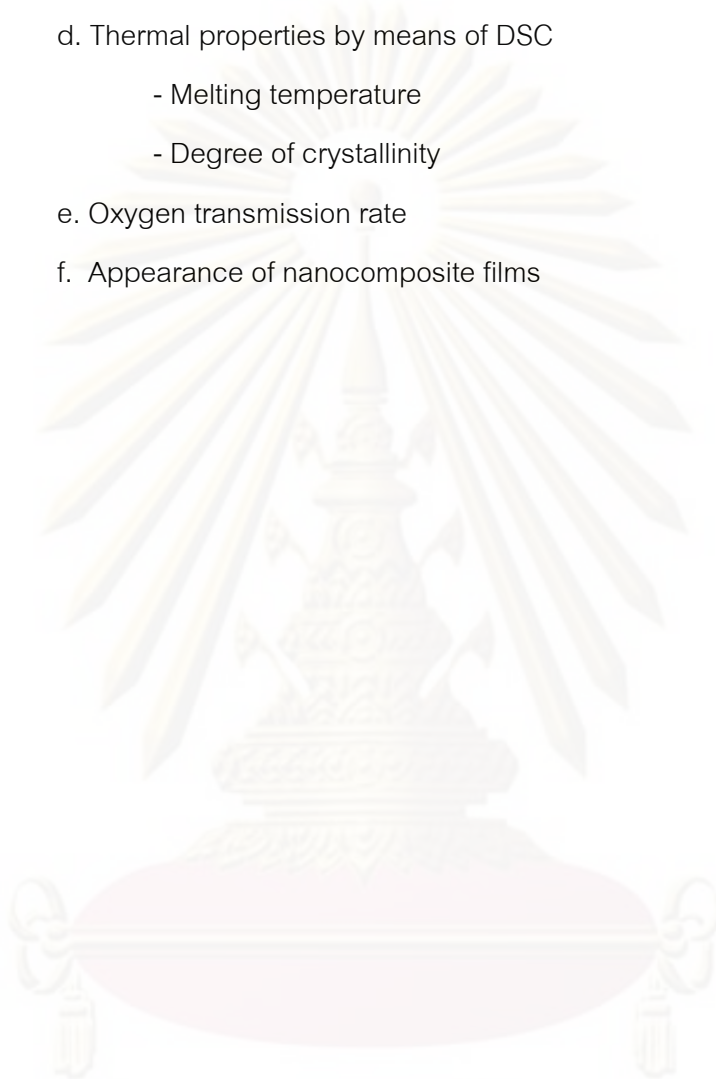 d. Thermal properties by means of DSC
- Melting temperature
- Degree of crystallinity
e. Oxygen transmission rate
f. Appearance of nanocomposite films